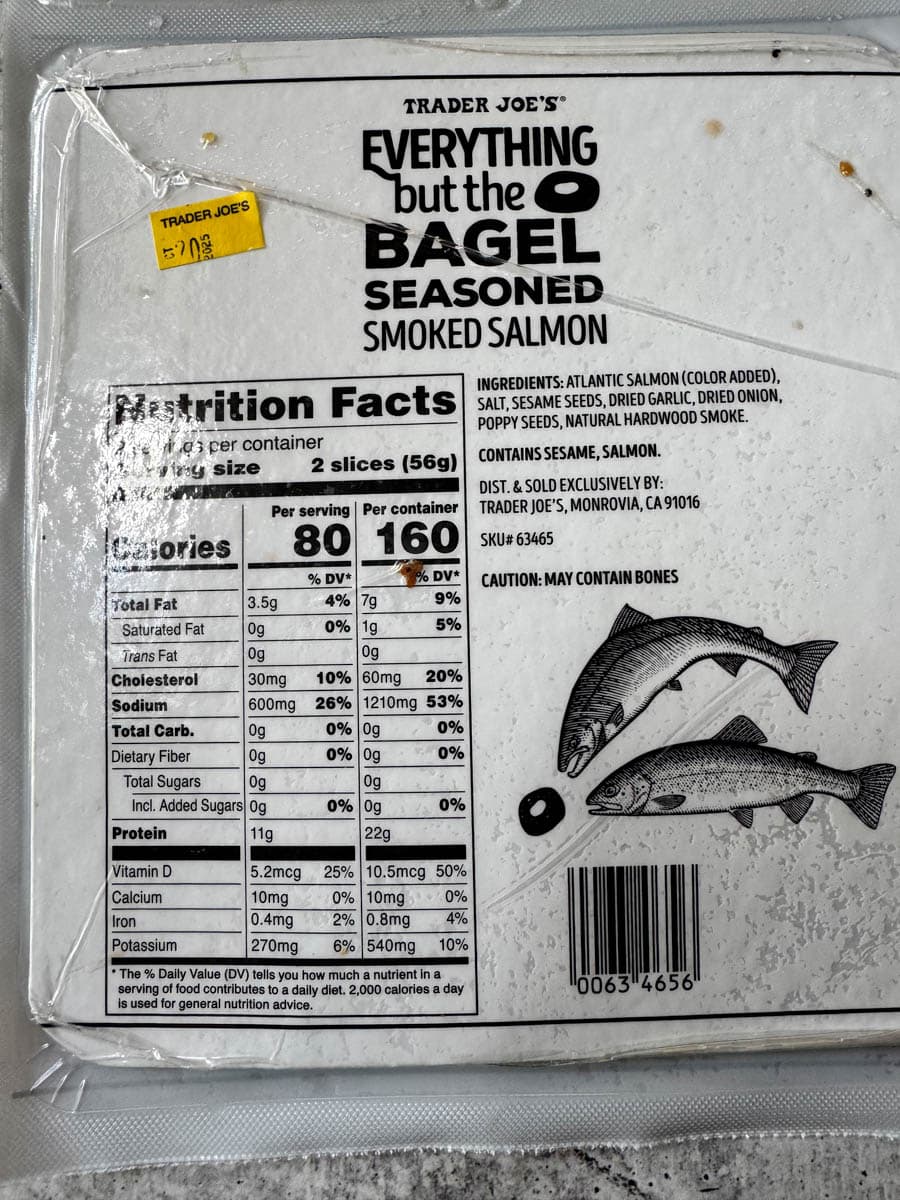 TRADER JOE'S®
EVERYTHING
but the
BAGEL
SEASONED
SMOKED SALMON
TRADER JOE'S
2025
Nutrition Facts
per container
size 2 slices (56g)
Per serving Per container
Calories 80 160
% DV* % DV*
Total Fat 3.5g 4% 7g 9%
Saturated Fat 0g 0% 1g 5%
Trans Fat 0g 0g
Cholesterol 30mg 10% 60mg 20%
Sodium 600mg 26% 1210mg 53%
Total Carb. 0g 0% 0g 0%
Dietary Fiber 0g 0% 0g 0%
Total Sugars 0g 0g
Incl. Added Sugars 0g 0% 0g 0%
Protein 11g 22g
Vitamin D 5.2mcg 25% 10.5mcg 50%
Calcium 10mg 0% 10mg 0%
Iron 0.4mg 2% 0.8mg 4%
Potassium 270mg 6% 540mg 10%
* The % Daily Value (DV) tells you how much a nutrient in a
serving of food contributes to a daily diet. 2,000 calories a day
is used for general nutrition advice.
INGREDIENTS: ATLANTIC SALMON (COLOR ADDED),
SALT, SESAME SEEDS, DRIED GARLIC, DRIED ONION,
POPPY SEEDS, NATURAL HARDWOOD SMOKE.
CONTAINS SESAME, SALMON.
DIST. & SOLD EXCLUSIVELY BY:
TRADER JOE'S, MONROVIA, CA 91016
SKU# 63465
CAUTION: MAY CONTAIN BONES
0063 4656